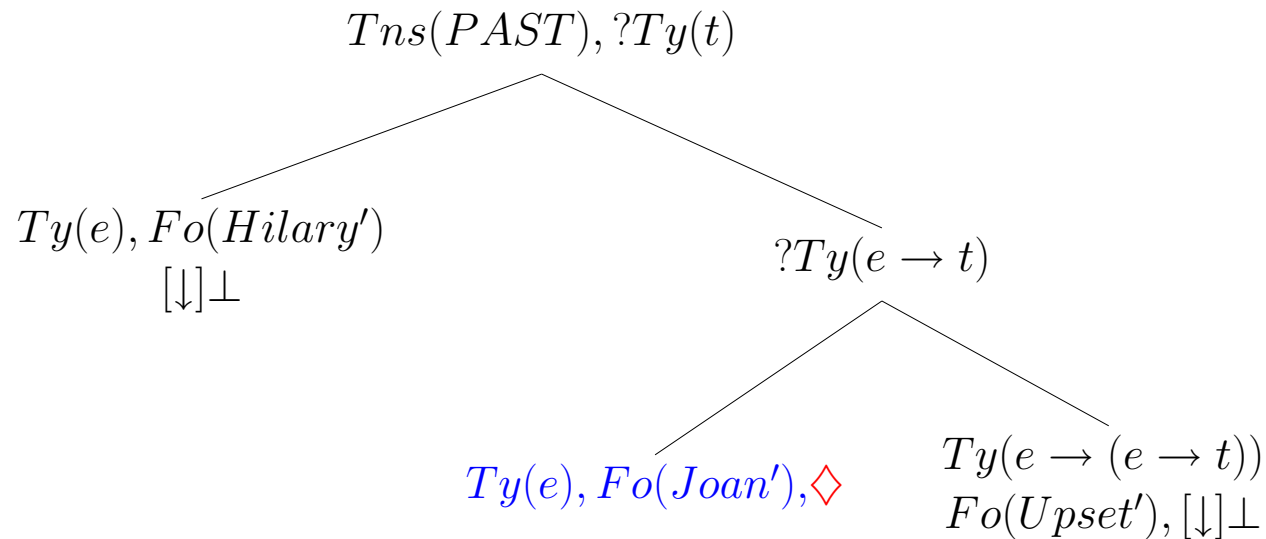 Tns(PAST), ?Ty(t)
Ty(e), Fo(Hilary′)
[↓]⊥
?Ty(e → t)
Ty(e), Fo(Joan′),♢
Ty(e → (e → t))
Fo(Upset′), [↓]⊥